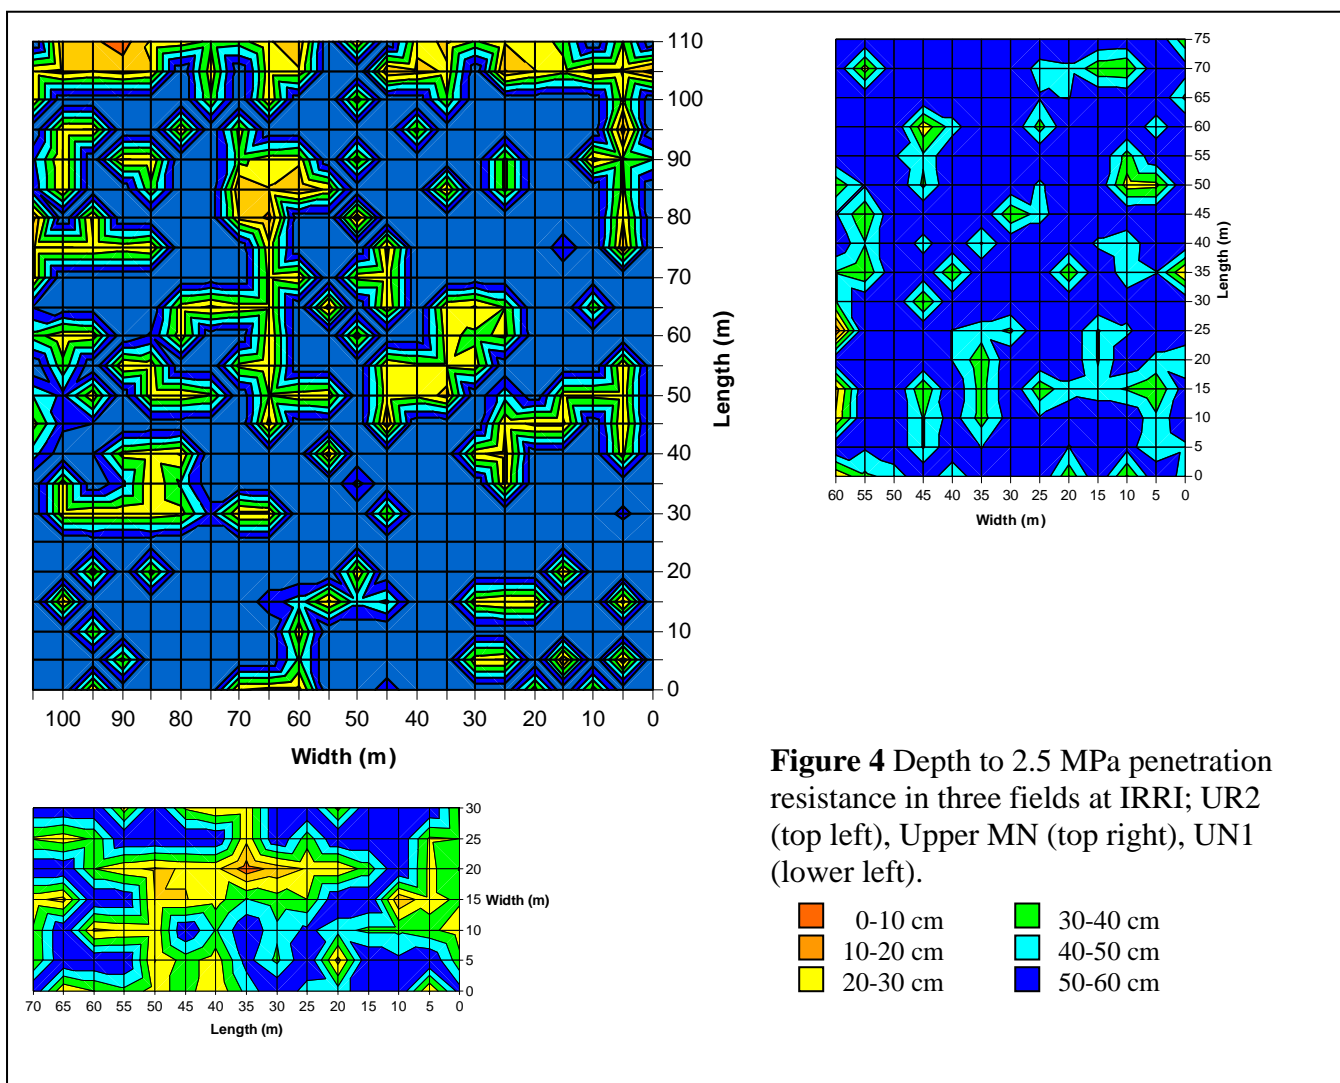 110
100
90
80
70
60
50
40
30
20
10
0
Length (m)
100 90 80 70 60 50 40 30 20 10 0
Width (m)
75
70
65
60
55
50
45
40
35
30
25
20
15
10
5
0
Length (m)
60 55 50 45 40 35 30 25 20 15 10 5 0
Width (m)
30
25
20
15
10
5
0
Width (m)
70 65 60 55 50 45 40 35 30 25 20 15 10 5 0
Length (m)
Figure 4 Depth to 2.5 MPa penetration
resistance in three fields at IRRI; UR2
(top left), Upper MN (top right), UN1
(lower left).
0-10 cm 30-40 cm
10-20 cm 40-50 cm
20-30 cm 50-60 cm